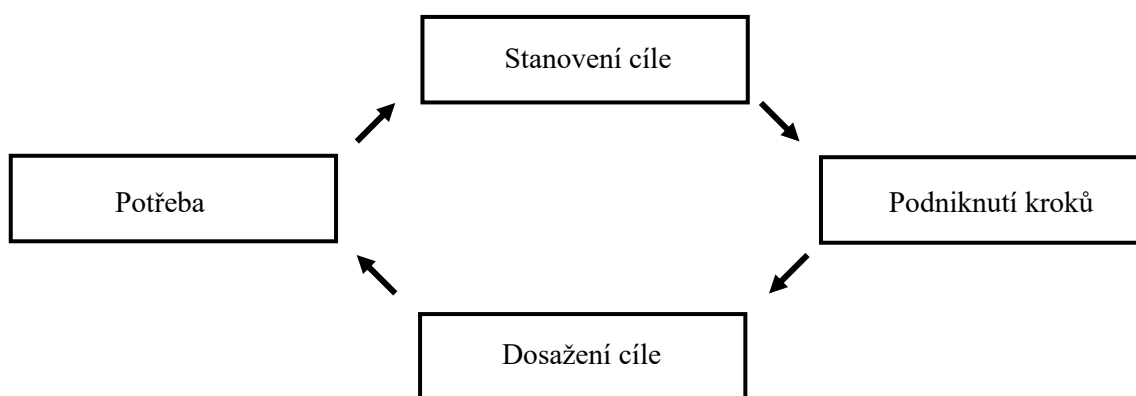 Stanovení cíle
Potřeba
Podniknutí kroků
Dosažení cíle